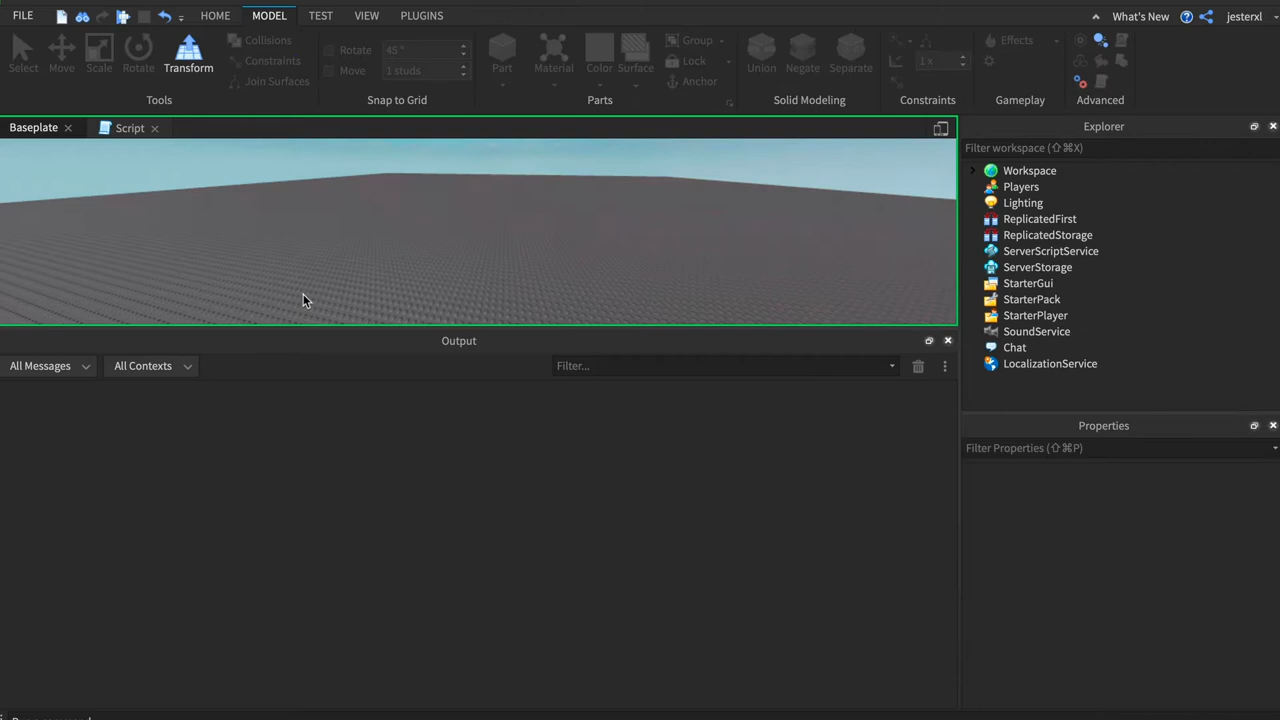 FILE HOME MODEL TEST VIEW PLUGINS What's New jesterxl
Select Move Scale Rotate Transform
Collisions
Constraints
Join Surfaces
Rotate 45 °
Move 1 studs
Part Material Color Surface
Group
Lock
Anchor
Union Negate Separate
1 x
Effects
Tools Snap to Grid Parts Solid Modeling Constraints Gameplay Advanced
Baseplate Script
Explorer
Filter workspace (⇧⌘X)
Workspace
Players
Lighting
ReplicatedFirst
ReplicatedStorage
ServerScriptService
ServerStorage
StarterGui
StarterPack
StarterPlayer
SoundService
Chat
LocalizationService
Output
All Messages All Contexts Filter...
Properties
Filter Properties (⇧⌘P)